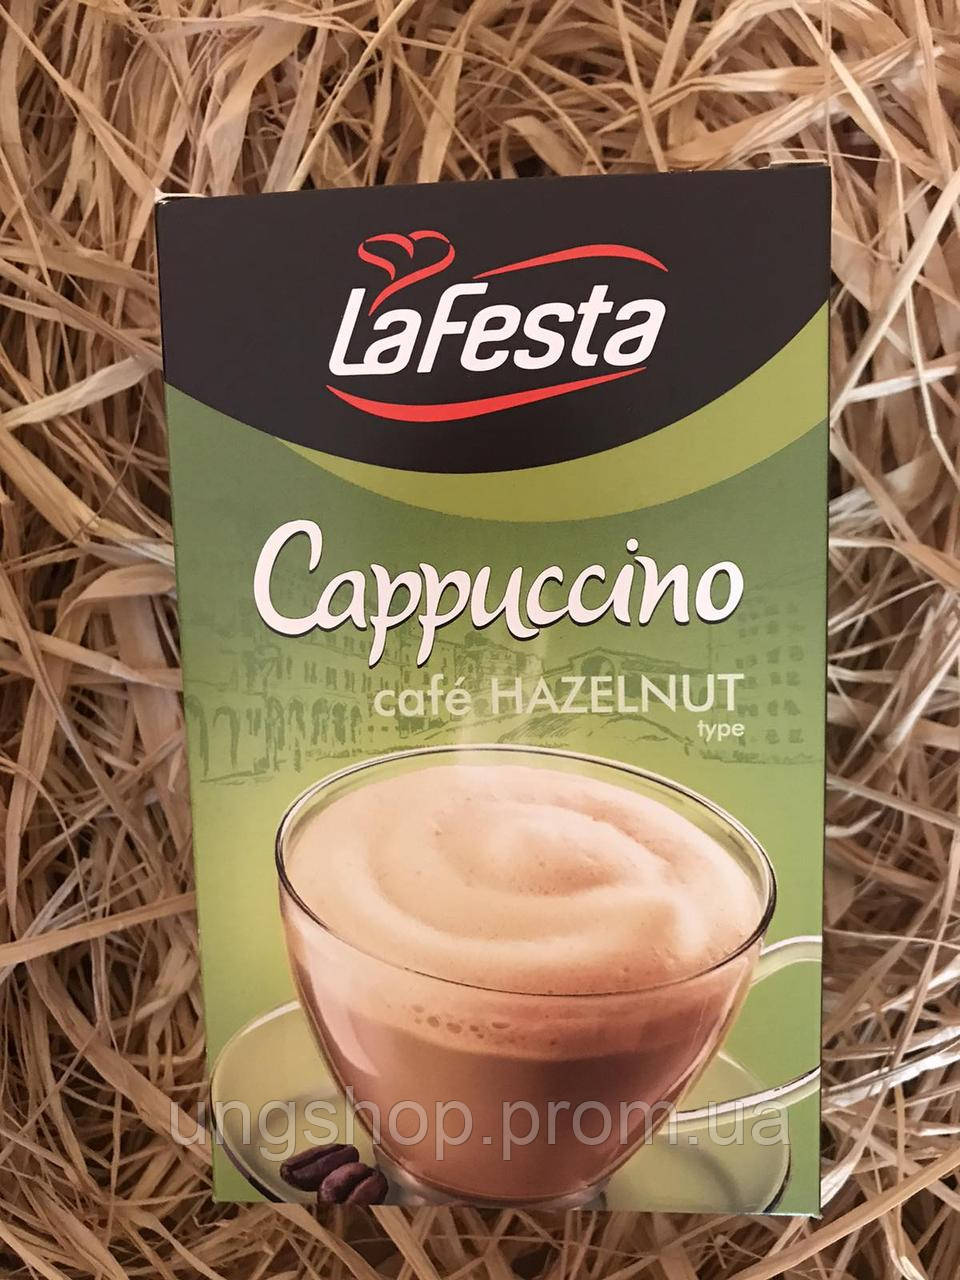 LaFesta
Cappuccino
café HAZELNUT
type
ungshop.prom.ua